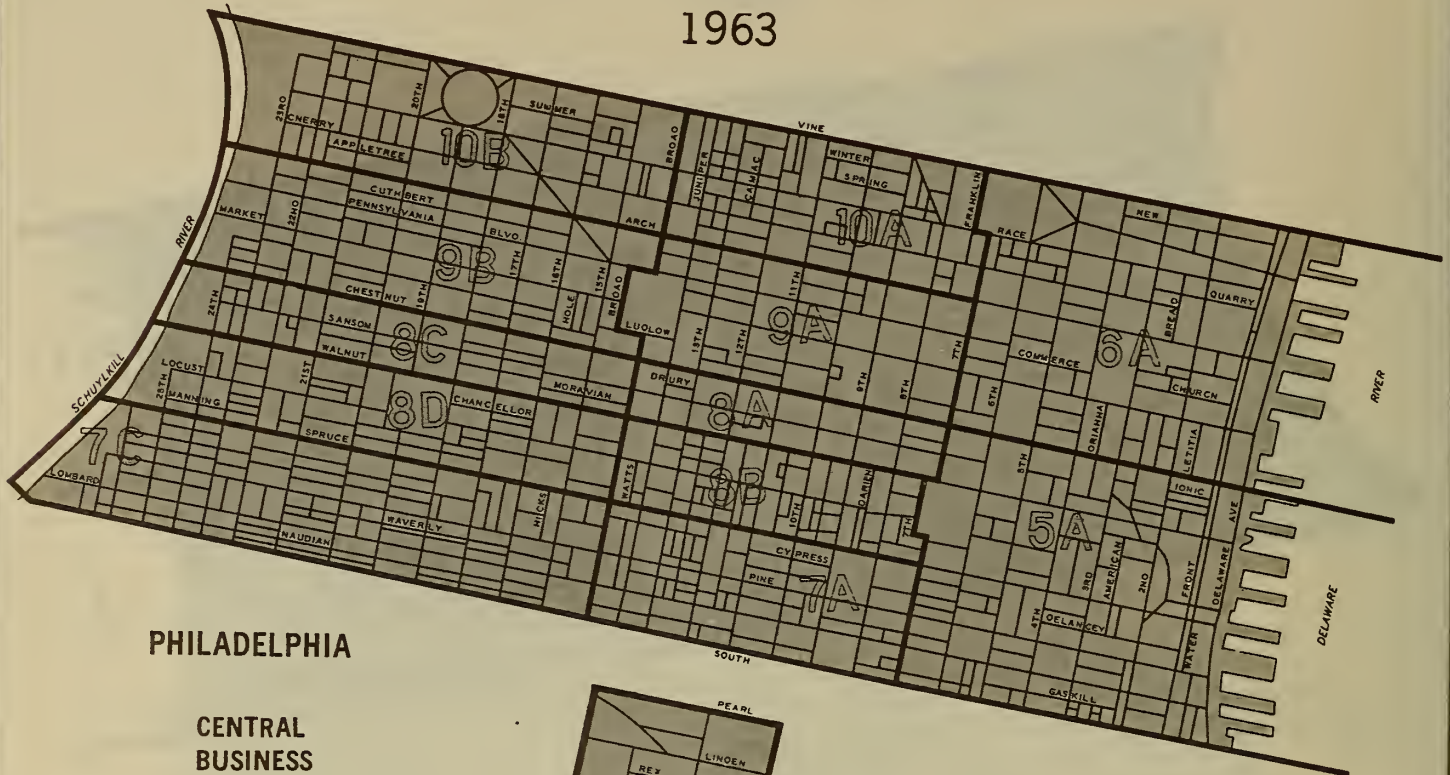 1963
VINE
SUMMER
20TH
18TH
23RD
CHERRY
APPLETREE
10B
BROAD
JUNIPER
CAMAC
WINTER
SPRING
10A
FRANKLIN
RACE
NEW
ARCH
CUTHBERT
PENNSYLVANIA
BLVD.
MARKET
22ND
RIVER
9B
17TH
16TH
15TH
BROAD
HOLE
19TH
CHESTNUT
24TH
LUDLOW
13TH
12TH
11TH
9A
9TH
8TH
7TH
6TH
COMMERCE
6A
BREAD
QUARRY
CHURCH
ORIANNA
LETITIA
RIVER
SANSOM
8C
WALNUT
MORAVIAN
DRURY
8A
SCHUYLKILL
LOCUST
25TH
MANNING
21ST
8D
CHANCELLOR
SPRUCE
WATTS
8B
10TH
DARIEN
7TH
5TH
IONIC
5A
7C
LOMBARD
NAUDIAN
WAVERLY
HICKS
CYPRESS
PINE
7A
3RD
AMERICAN
2ND
FRONT
DELAWARE AVE
4TH
DELANCEY
WATER
GASKILL
DELAWARE
SOUTH
PHILADELPHIA
CENTRAL
BUSINESS
PEARL
LINDEN
REX